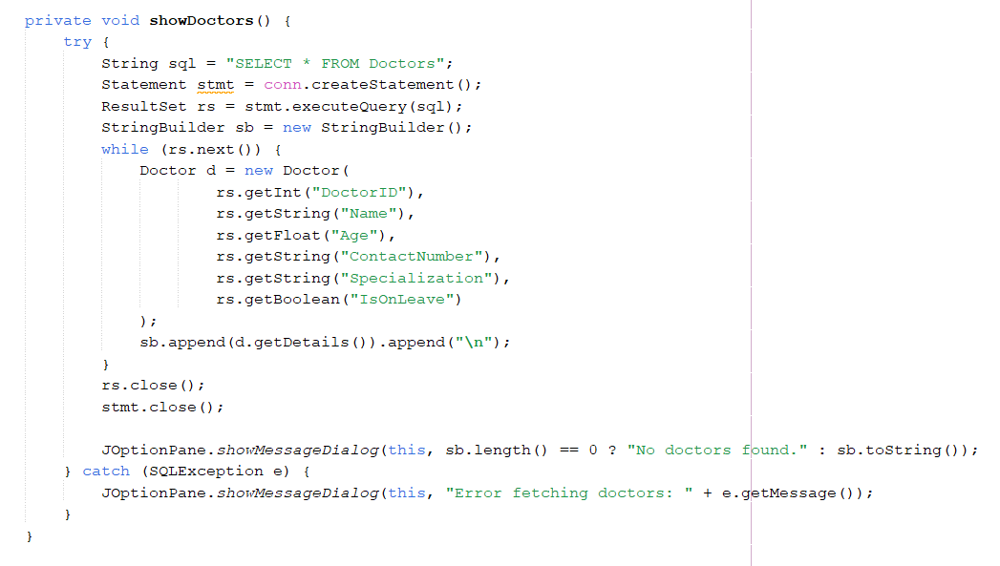 private void showDoctors() {
    try {
        String sql = "SELECT * FROM Doctors";
        Statement stmt = conn.createStatement();
        ResultSet rs = stmt.executeQuery(sql);
        StringBuilder sb = new StringBuilder();
        while (rs.next()) {
            Doctor d = new Doctor(
                    rs.getInt("DoctorID"),
                    rs.getString("Name"),
                    rs.getFloat("Age"),
                    rs.getString("ContactNumber"),
                    rs.getString("Specialization"),
                    rs.getBoolean("IsOnLeave")
            );
            sb.append(d.getDetails()).append("\n");
        }
        rs.close();
        stmt.close();

        JOptionPane.showMessageDialog(this, sb.length() == 0 ? "No doctors found." : sb.toString());
    } catch (SQLException e) {
        JOptionPane.showMessageDialog(this, "Error fetching doctors: " + e.getMessage());
    }
}